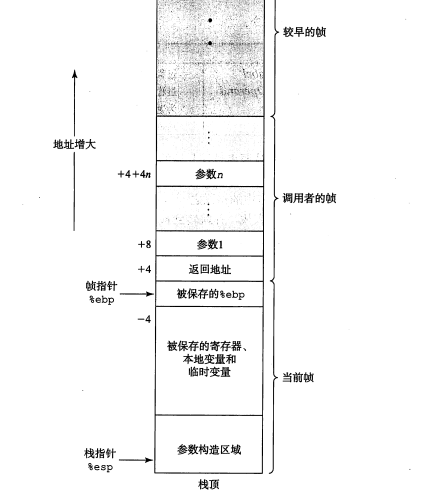 较早的帧
地址增大
+4+4n 参数n
调用者的帧
+8 参数1
+4 返回地址
帧指针
%ebp
被保存的%ebp
-4
被保存的寄存器、
本地变量和
临时变量
当前帧
栈指针
%esp
参数构造区域
栈顶